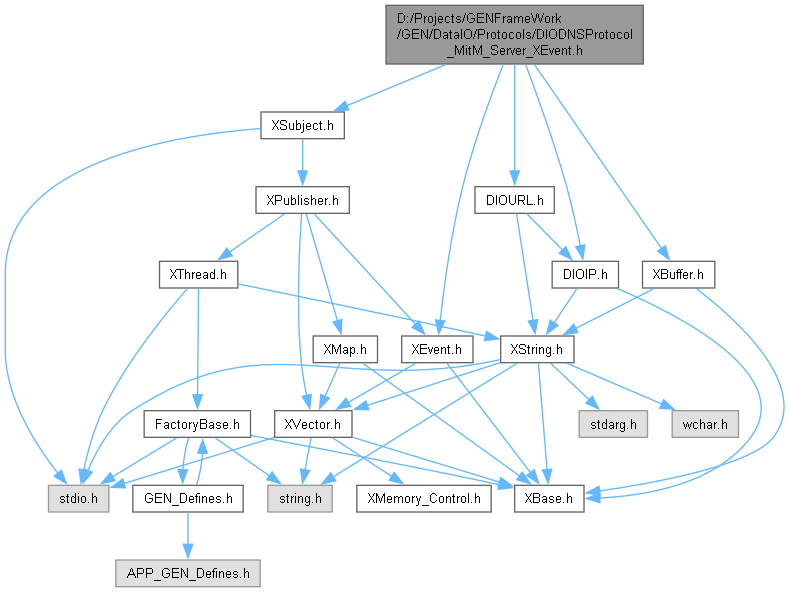 D:/Projects/GENFrameWork
/GEN/DataIO/Protocols/DIODNSProtocol
_MitM_Server_XEvent.h
XSubject.h
XPublisher.h
DIOURL.h
XThread.h
DIOIP.h
XBuffer.h
XMap.h
XEvent.h
XString.h
FactoryBase.h
XVector.h
stdarg.h
wchar.h
stdio.h
GEN_Defines.h
string.h
XMemory_Control.h
XBase.h
APP_GEN_Defines.h